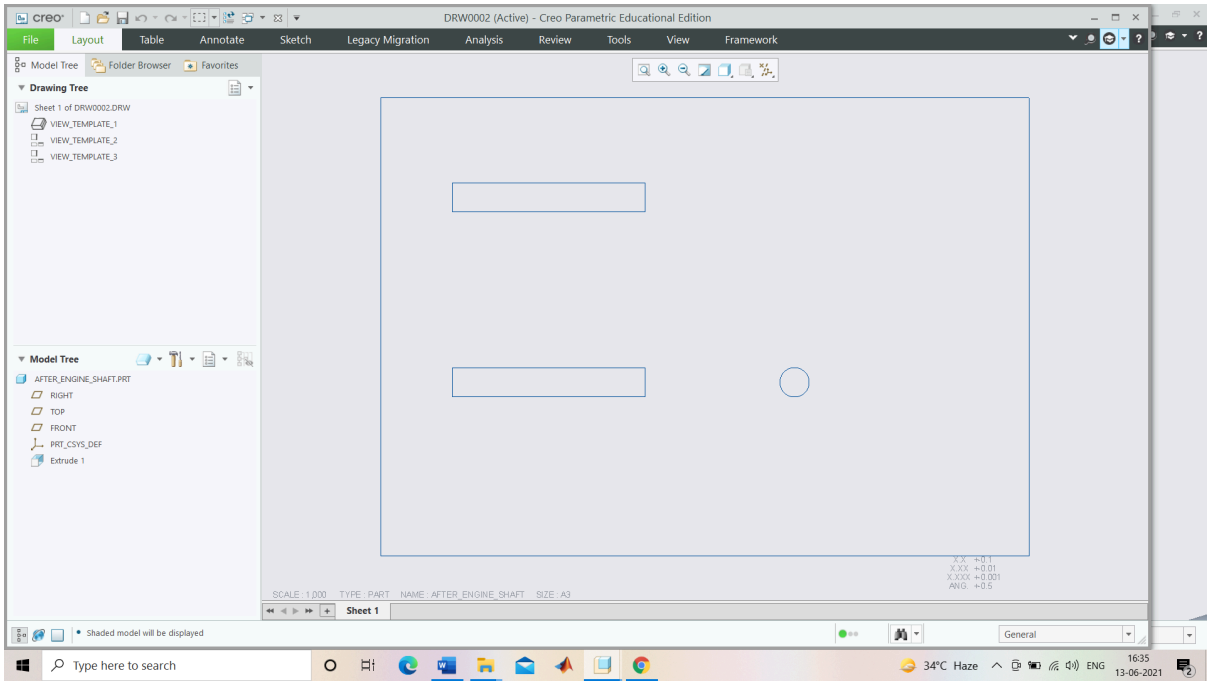 creo® DRW0002 (Active) - Creo Parametric Educational Edition
File Layout Table Annotate Sketch Legacy Migration Analysis Review Tools View Framework
Model Tree Folder Browser Favorites
Drawing Tree
Sheet 1 of DRW0002.DRW
VIEW_TEMPLATE_1
VIEW_TEMPLATE_2
VIEW_TEMPLATE_3
Model Tree
AFTER_ENGINE_SHAFT.PRT
RIGHT
TOP
FRONT
PRT_CSYS_DEF
Extrude 1
X.X +-0.1
X.XX +-0.01
X.XXX +-0.001
ANG. +-0.5
SCALE : 1,000 TYPE : PART NAME : AFTER_ENGINE_SHAFT SIZE : A3
Sheet 1
• Shaded model will be displayed
General
Type here to search
34°C Haze ENG 16:35
13-06-2021
2